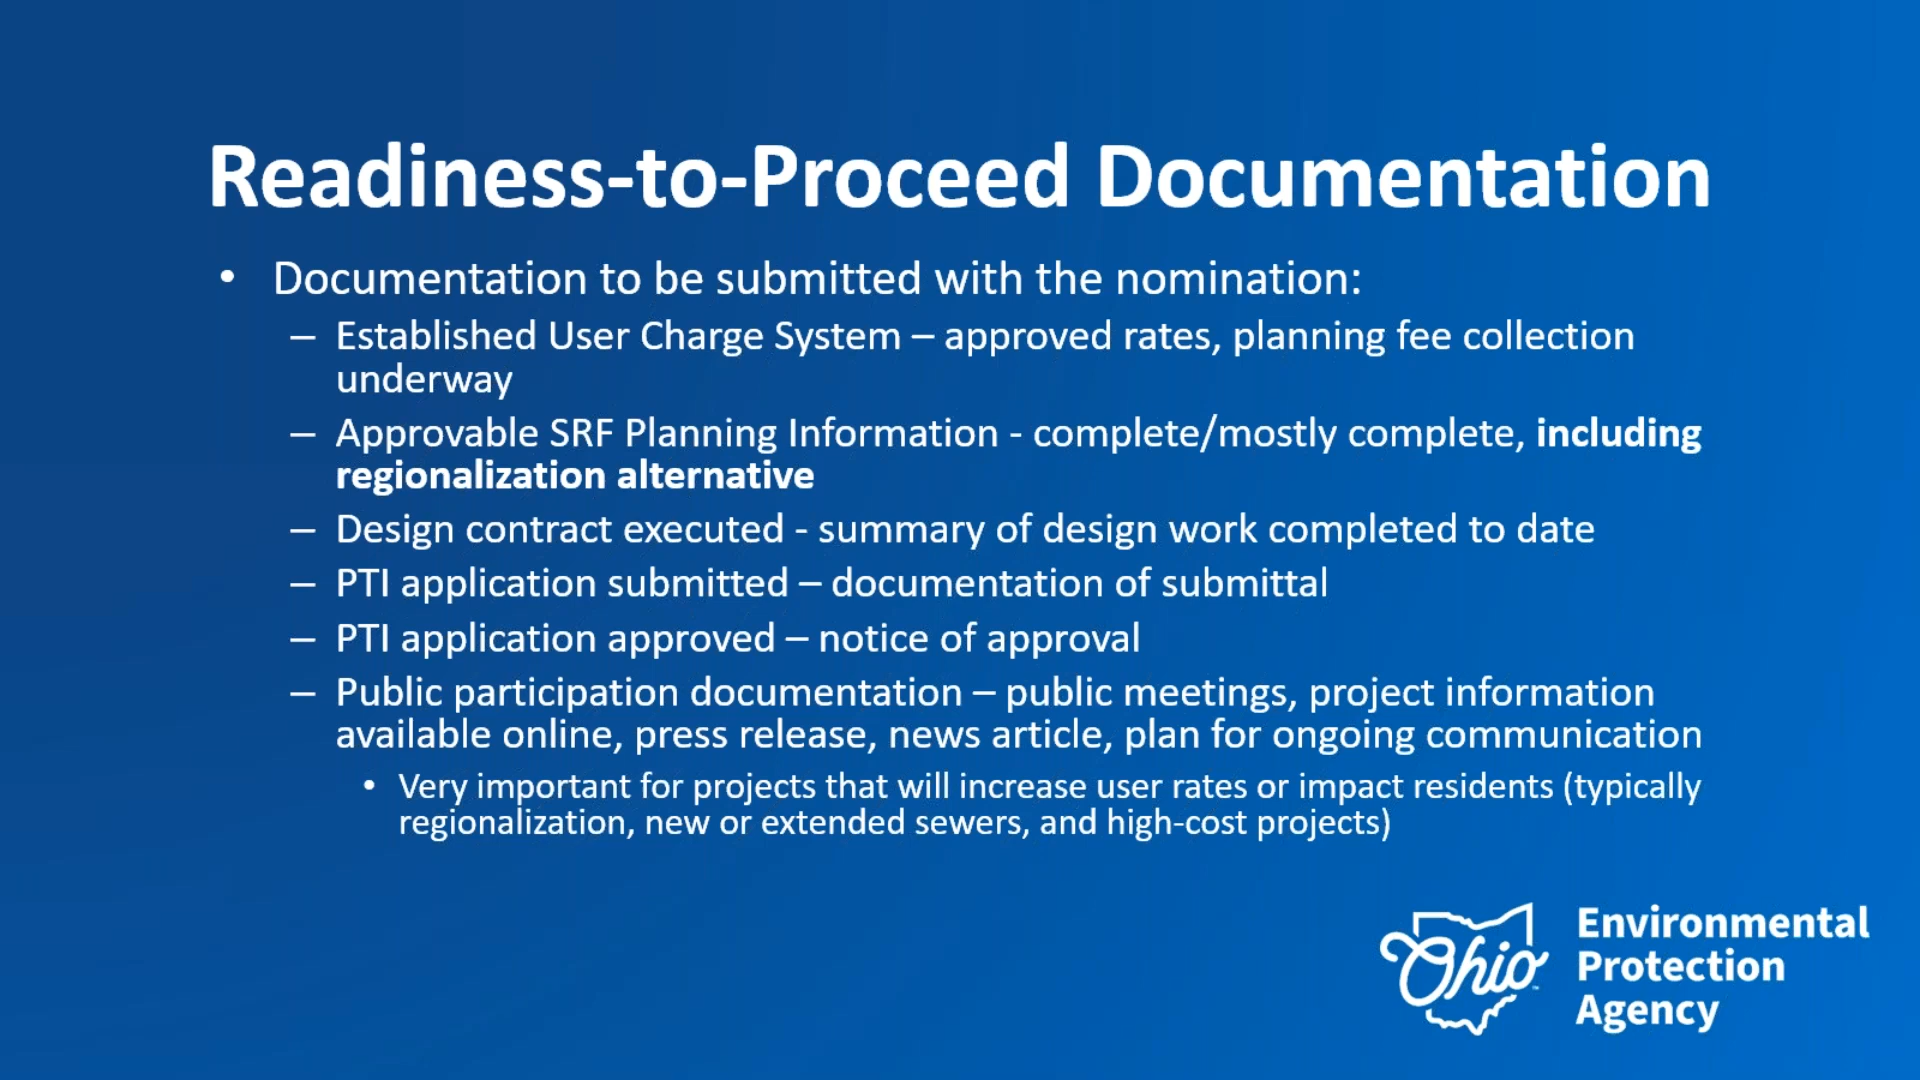 Readiness-to-Proceed Documentation
• Documentation to be submitted with the nomination:
– Established User Charge System – approved rates, planning fee collection
underway
– Approvable SRF Planning Information - complete/mostly complete, including
regionalization alternative
– Design contract executed - summary of design work completed to date
– PTI application submitted – documentation of submittal
– PTI application approved – notice of approval
– Public participation documentation – public meetings, project information
available online, press release, news article, plan for ongoing communication
• Very important for projects that will increase user rates or impact residents (typically
regionalization, new or extended sewers, and high-cost projects)
Ohio
Environmental
Protection
Agency